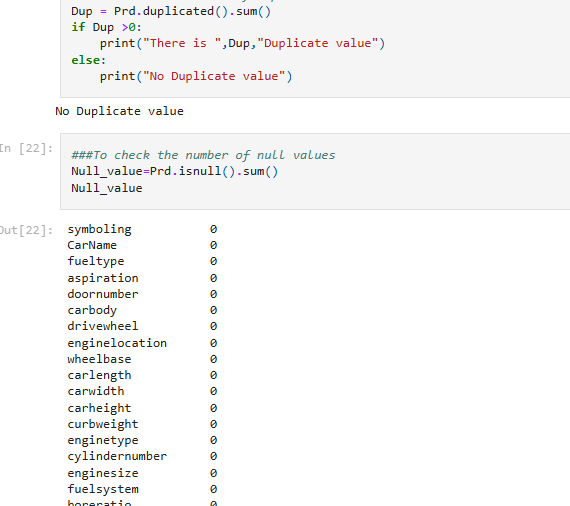 Dup = Prd.duplicated().sum()
if Dup >0:
    print("There is ",Dup,"Duplicate value")
else:
    print("No Duplicate value")
No Duplicate value
In [22]:
###To check the number of null values
Null_value=Prd.isnull().sum()
Null_value
Out[22]:
symboling 0
CarName 0
fueltype 0
aspiration 0
doornumber 0
carbody 0
drivewheel 0
enginelocation 0
wheelbase 0
carlength 0
carwidth 0
carheight 0
curbweight 0
enginetype 0
cylindernumber 0
enginesize 0
fuelsystem 0
boreratio 0